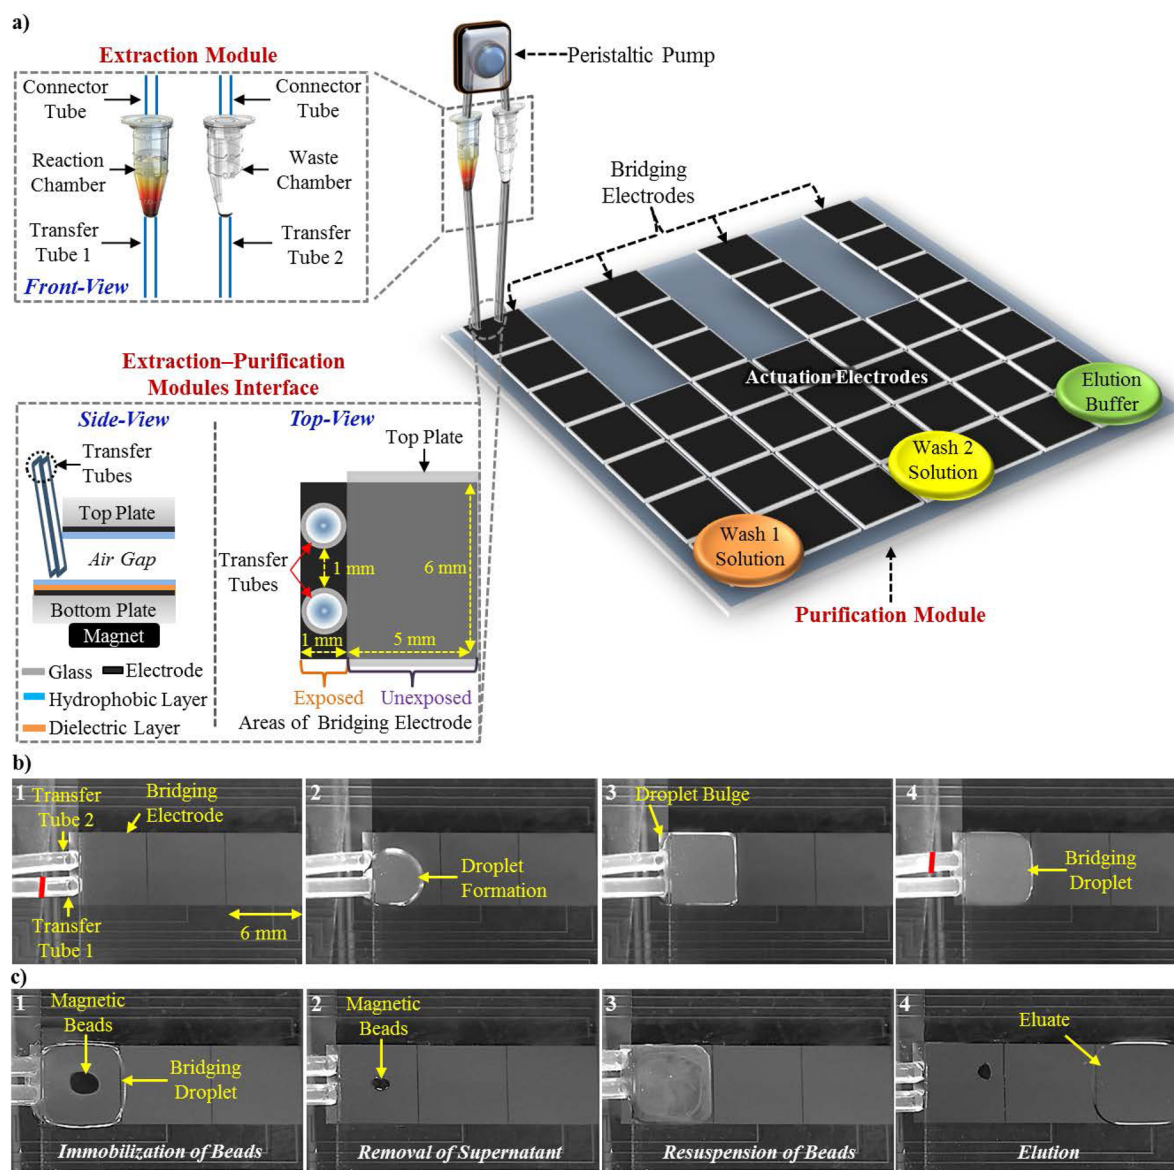 a)
Extraction Module
Connector
Tube
Connector
Tube
Reaction
Chamber
Waste
Chamber
Transfer
Tube 1
Transfer
Tube 2
Front-View
Peristaltic Pump
Bridging
Electrodes
Actuation Electrodes
Elution
Buffer
Wash 2
Solution
Wash 1
Solution
Purification Module
Extraction–Purification
Modules Interface
Side-View
Transfer
Tubes
Top Plate
Air Gap
Bottom Plate
Magnet
Glass
Electrode
Hydrophobic Layer
Dielectric Layer
Top-View
Top Plate
Transfer
Tubes
1 mm
6 mm
1 mm
5 mm
Exposed
Unexposed
Areas of Bridging Electrode
b)
1
Transfer
Tube 2
Bridging
Electrode
Transfer
Tube 1
6 mm
2
Droplet
Formation
3
Droplet Bulge
4
Bridging
Droplet
c)
1
Magnetic
Beads
Bridging
Droplet
Immobilization of Beads
2
Magnetic
Beads
Removal of Supernatant
3
Resuspension of Beads
4
Eluate
Elution